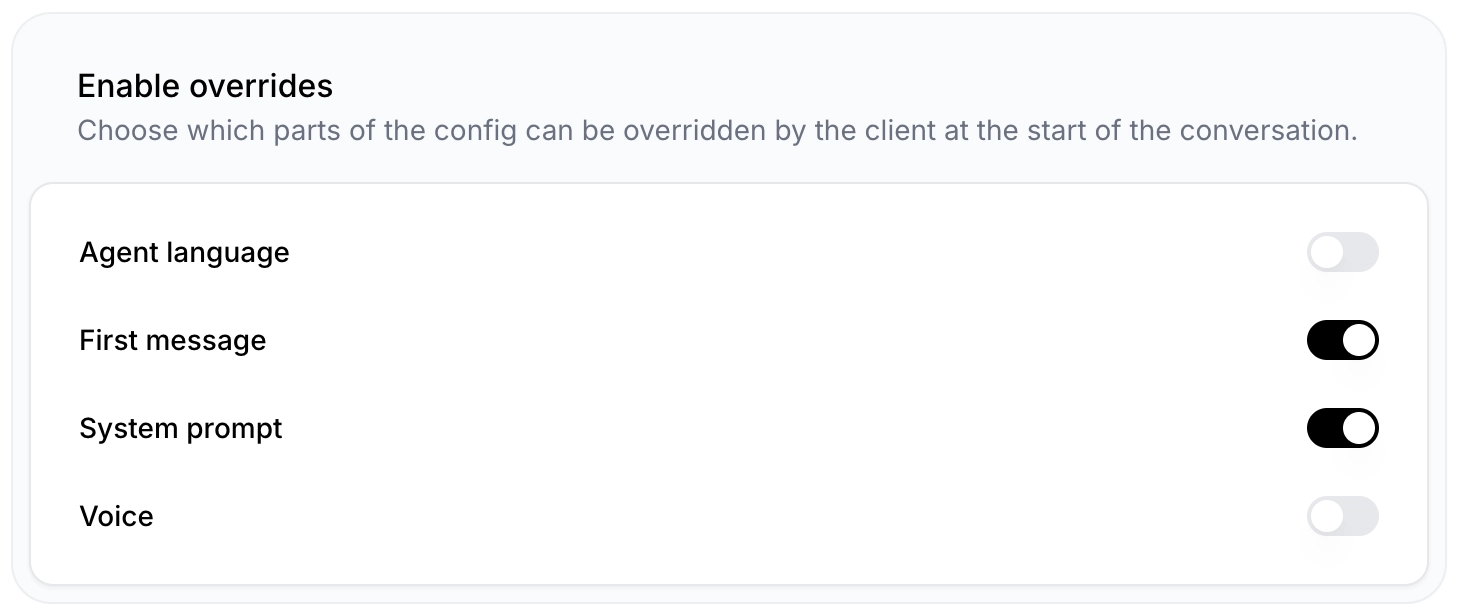 Enable overrides
Choose which parts of the config can be overridden by the client at the start of the conversation.
Agent language
First message
System prompt
Voice